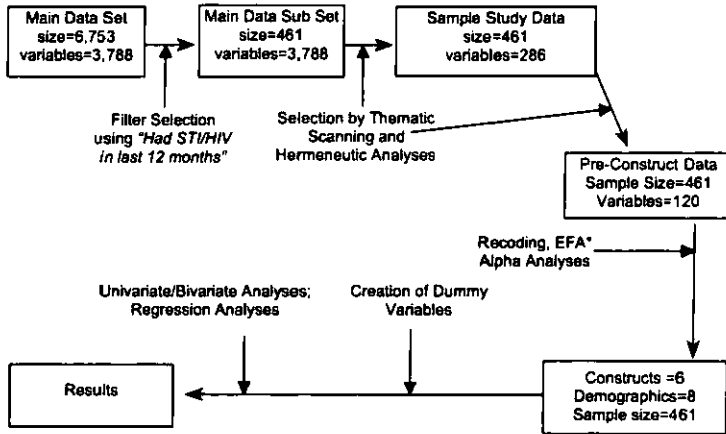 Main Data Set
size=6,753
variables=3,788
Main Data Sub Set
size=461
variables=3,788
Sample Study Data
size=461
variables=286
Filter Selection
using "Had STI/HIV
in last 12 months"
Selection by Thematic
Scanning and
Hermeneutic Analyses
Pre-Construct Data
Sample Size=461
Variables=120
Recoding, EFA*
Alpha Analyses
Univariate/Bivariate Analyses;
Regression Analyses
Creation of Dummy
Variables
Results
Constructs =6
Demographics=8
Sample size=461